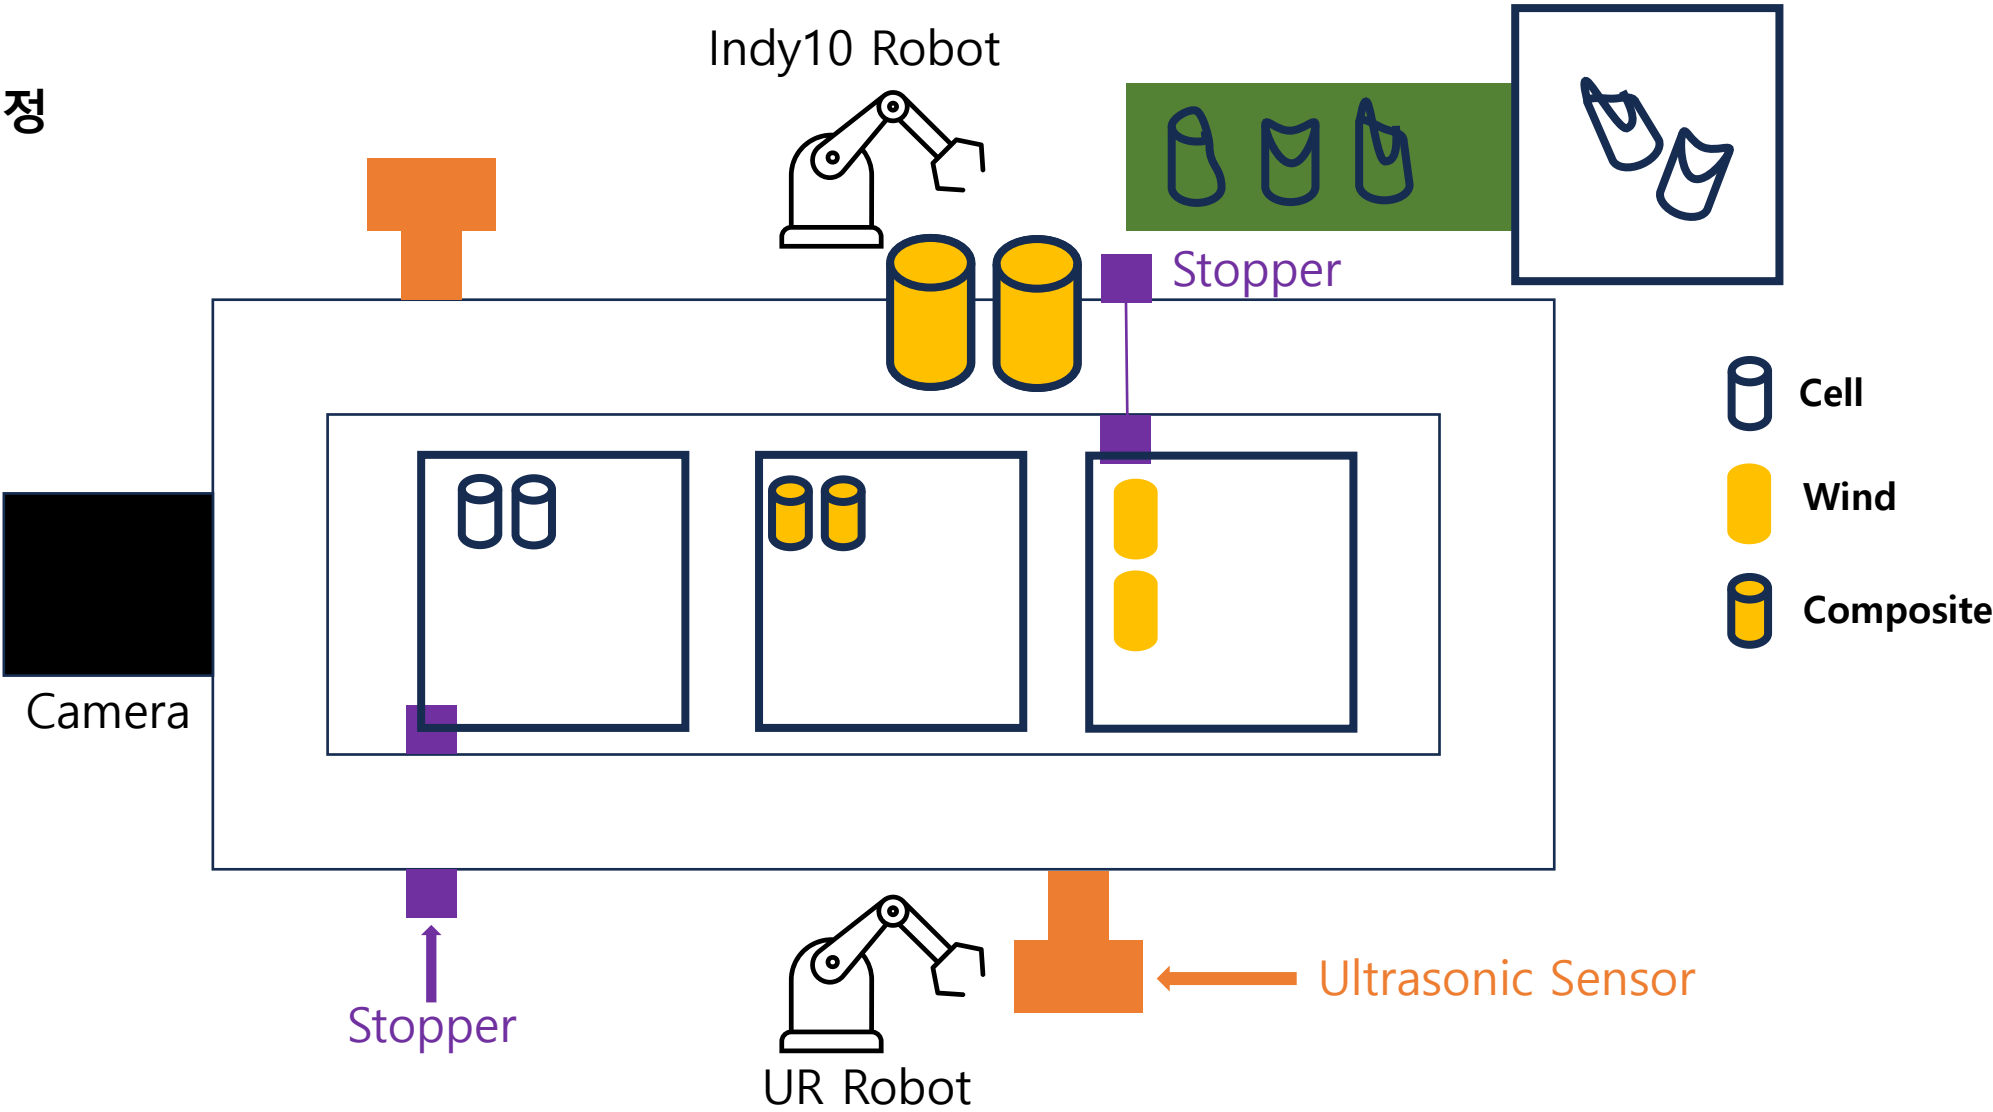 Indy10 Robot
정
Stopper
Cell
Wind
Composite
Camera
Ultrasonic Sensor
Stopper
UR Robot